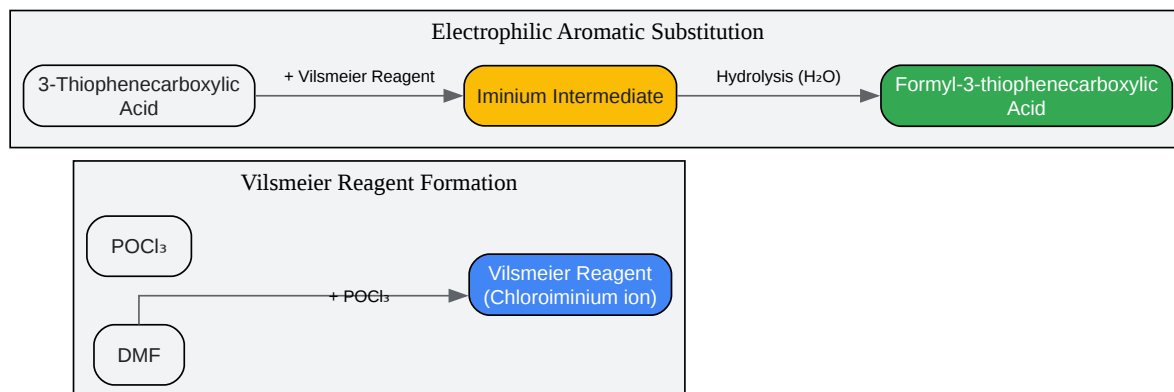 Electrophilic Aromatic Substitution
3-Thiophenecarboxylic
Acid
+ Vilsmeier Reagent
Iminium Intermediate
Hydrolysis (H₂O)
Formyl-3-thiophenecarboxylic
Acid
Vilsmeier Reagent Formation
POCl₃
Vilsmeier Reagent
(Chloroiminium ion)
+ POCl₃
DMF